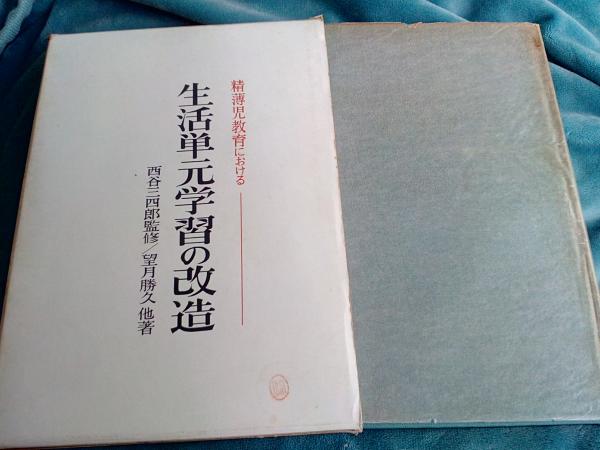 精薄児教育における
生活単元学習の改造
西谷三四郎監修/望月勝久 他著